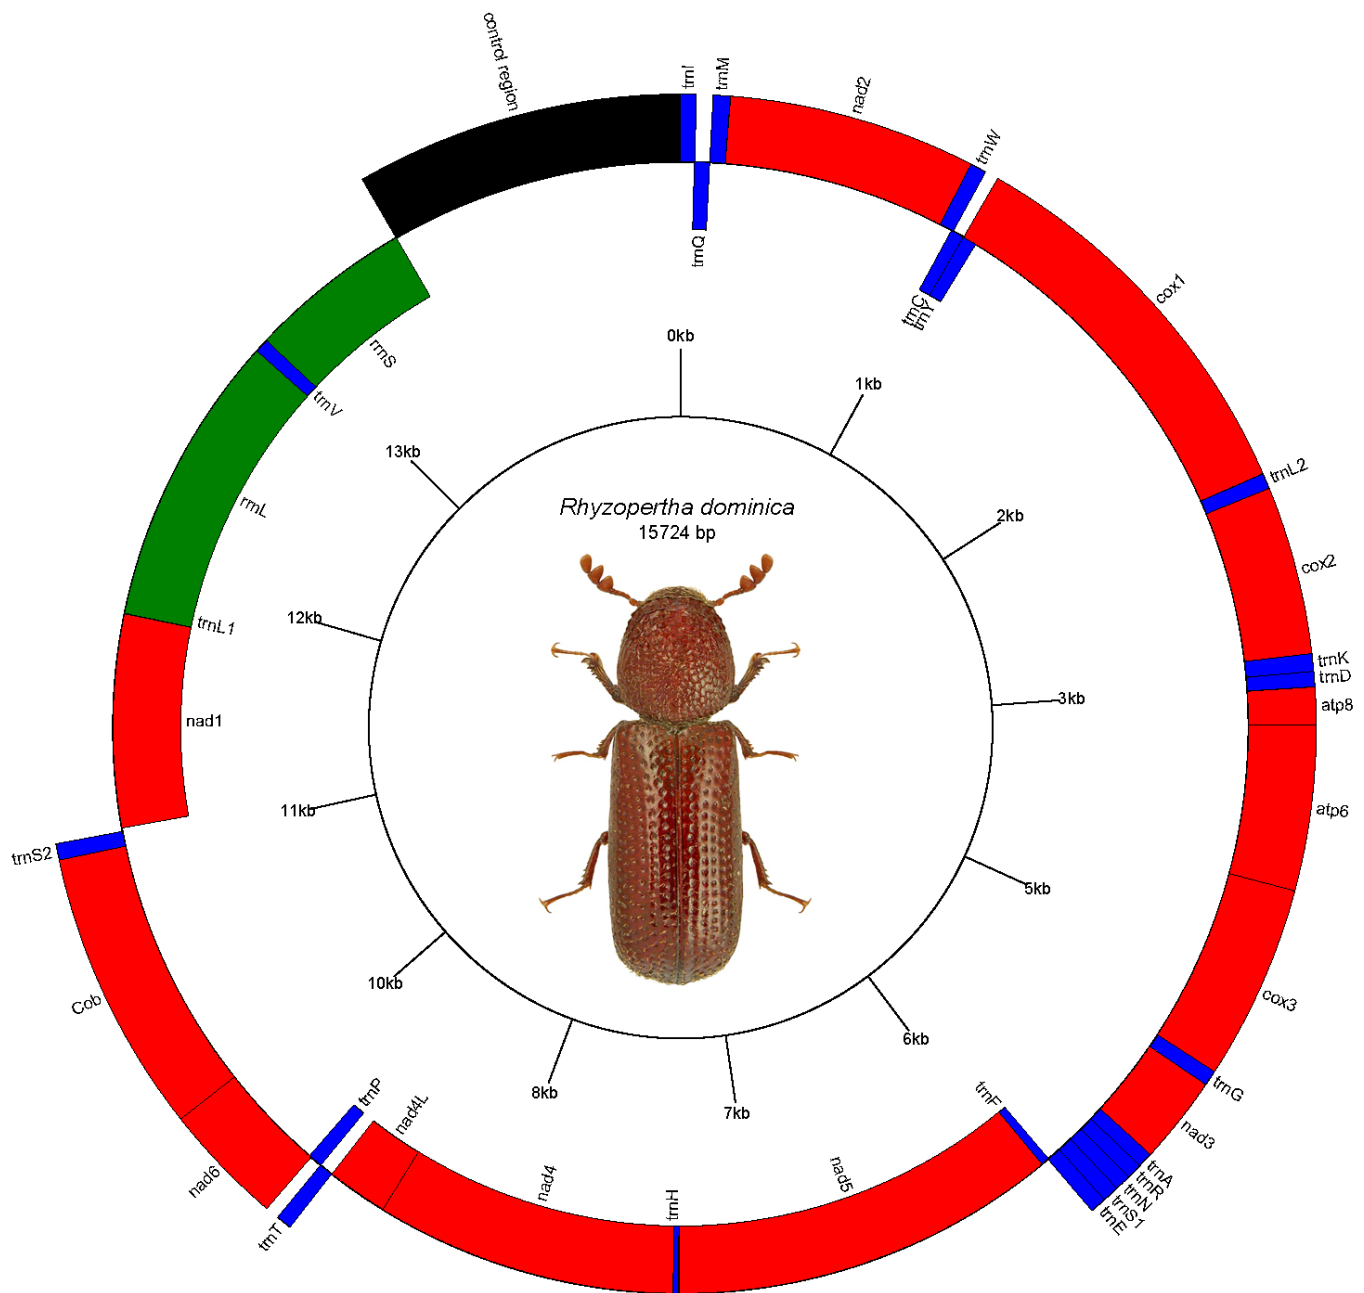 control region
trnI
trnM
nad2
trnW
trnQ
trnC
trnY
cox1
trnL2
cox2
trnK
trnD
atp8
atp6
cox3
trnG
nad3
trnA
trnR
trnN
trnS1
trnE
trnF
nad5
trnH
nad4
nad4L
trnP
trnT
nad6
Cob
trnS2
nad1
trnL1
rrnL
trnV
rrnS
0kb
1kb
2kb
3kb
5kb
6kb
7kb
8kb
10kb
11kb
12kb
13kb
Rhyzopertha dominica
15724 bp